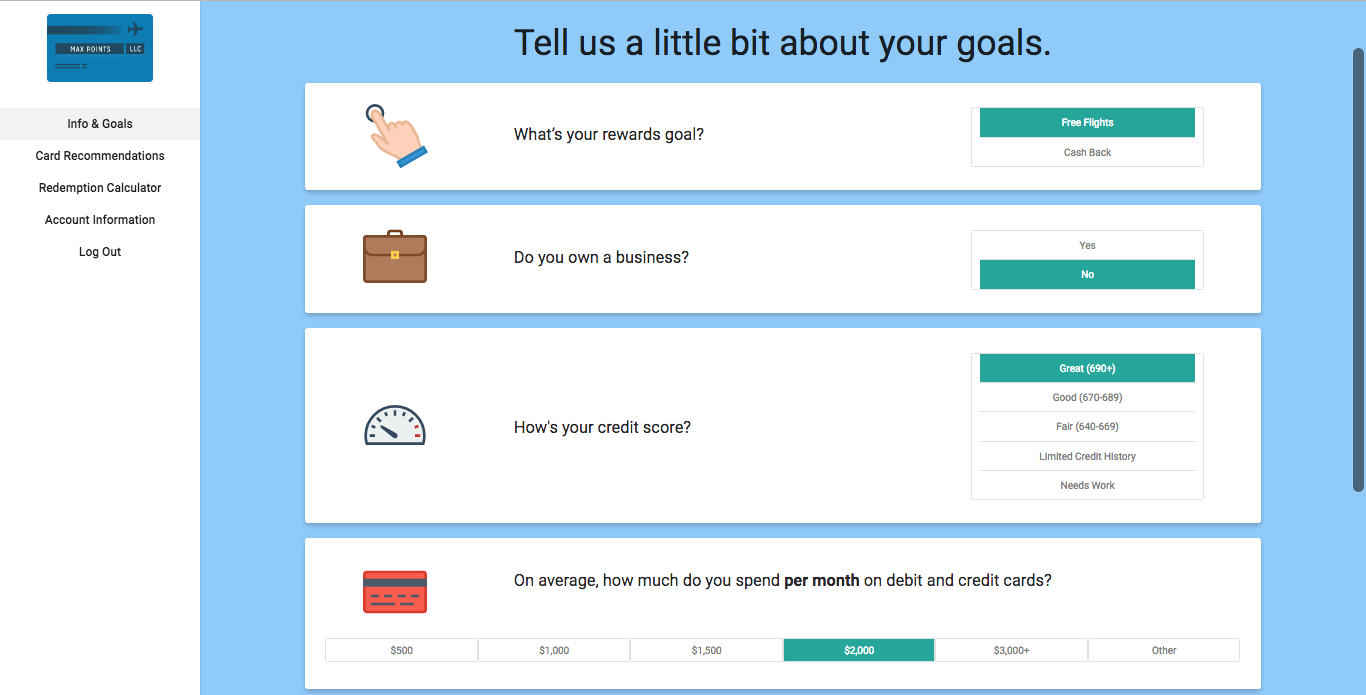 MAX POINTS LLC
Info & Goals
Card Recommendations
Redemption Calculator
Account Information
Log Out
Tell us a little bit about your goals.
What’s your rewards goal?
Free Flights
Cash Back
Do you own a business?
Yes
No
How's your credit score?
Great (690+)
Good (670-689)
Fair (640-669)
Limited Credit History
Needs Work
On average, how much do you spend per month on debit and credit cards?
$500 $1,000 $1,500 $2,000 $3,000+ Other